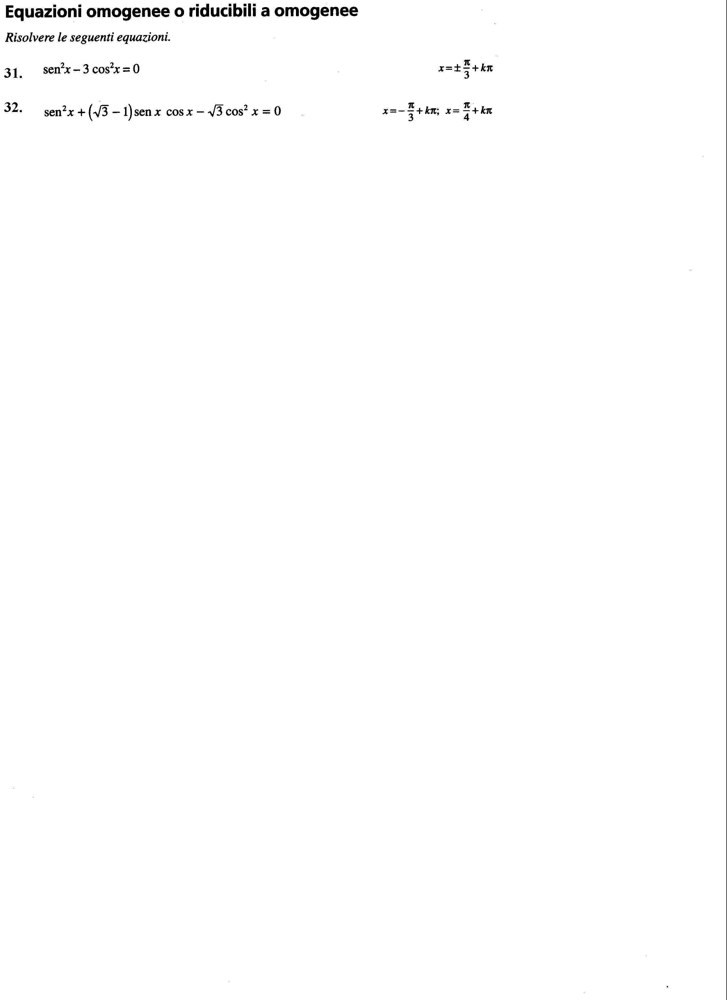 Equazioni omogenee o riducibili a omogenee
Risolvere le seguenti equazioni.
31. sen²x – 3 cos²x = 0 x = ± π/3 + kπ
32. sen²x + (√3 – 1) sen x cos x – √3 cos² x = 0 x = – π/3 + kπ; x = π/4 + kπ